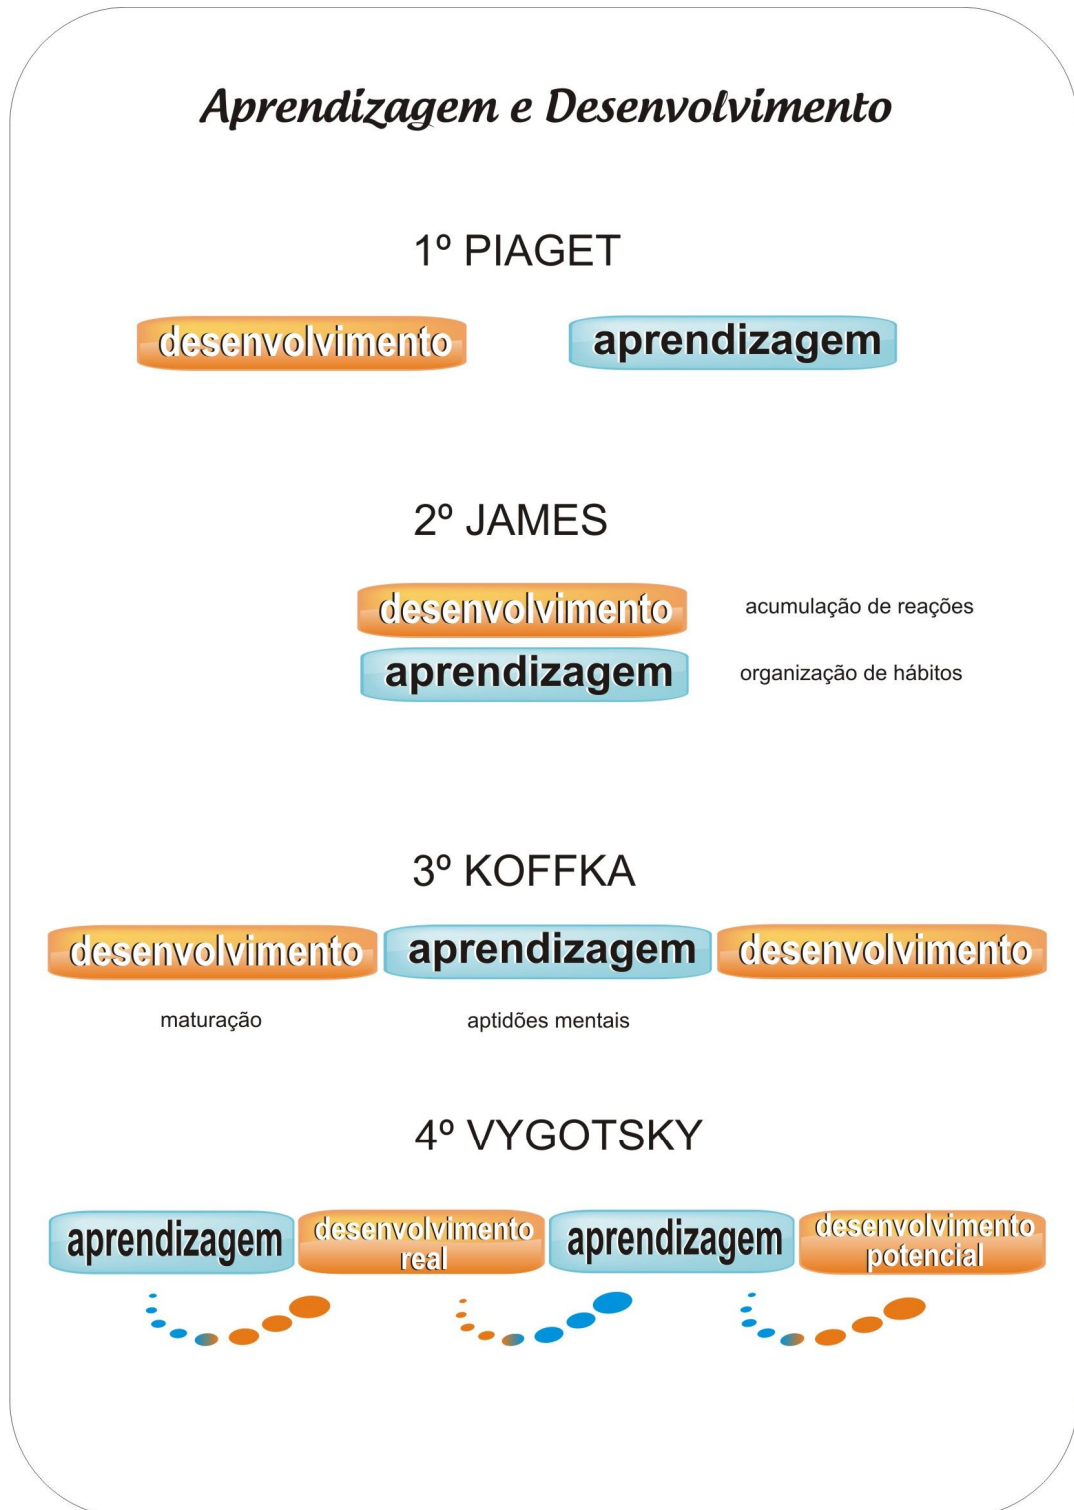 Aprendizagem e Desenvolvimento
1º PIAGET
desenvolvimento aprendizagem
2º JAMES
desenvolvimento acumulação de reações
aprendizagem organização de hábitos
3º KOFFKA
desenvolvimento aprendizagem desenvolvimento
maturação aptidões mentais
4º VYGOTSKY
aprendizagem
desenvolvimento
real
aprendizagem
desenvolvimento
potencial